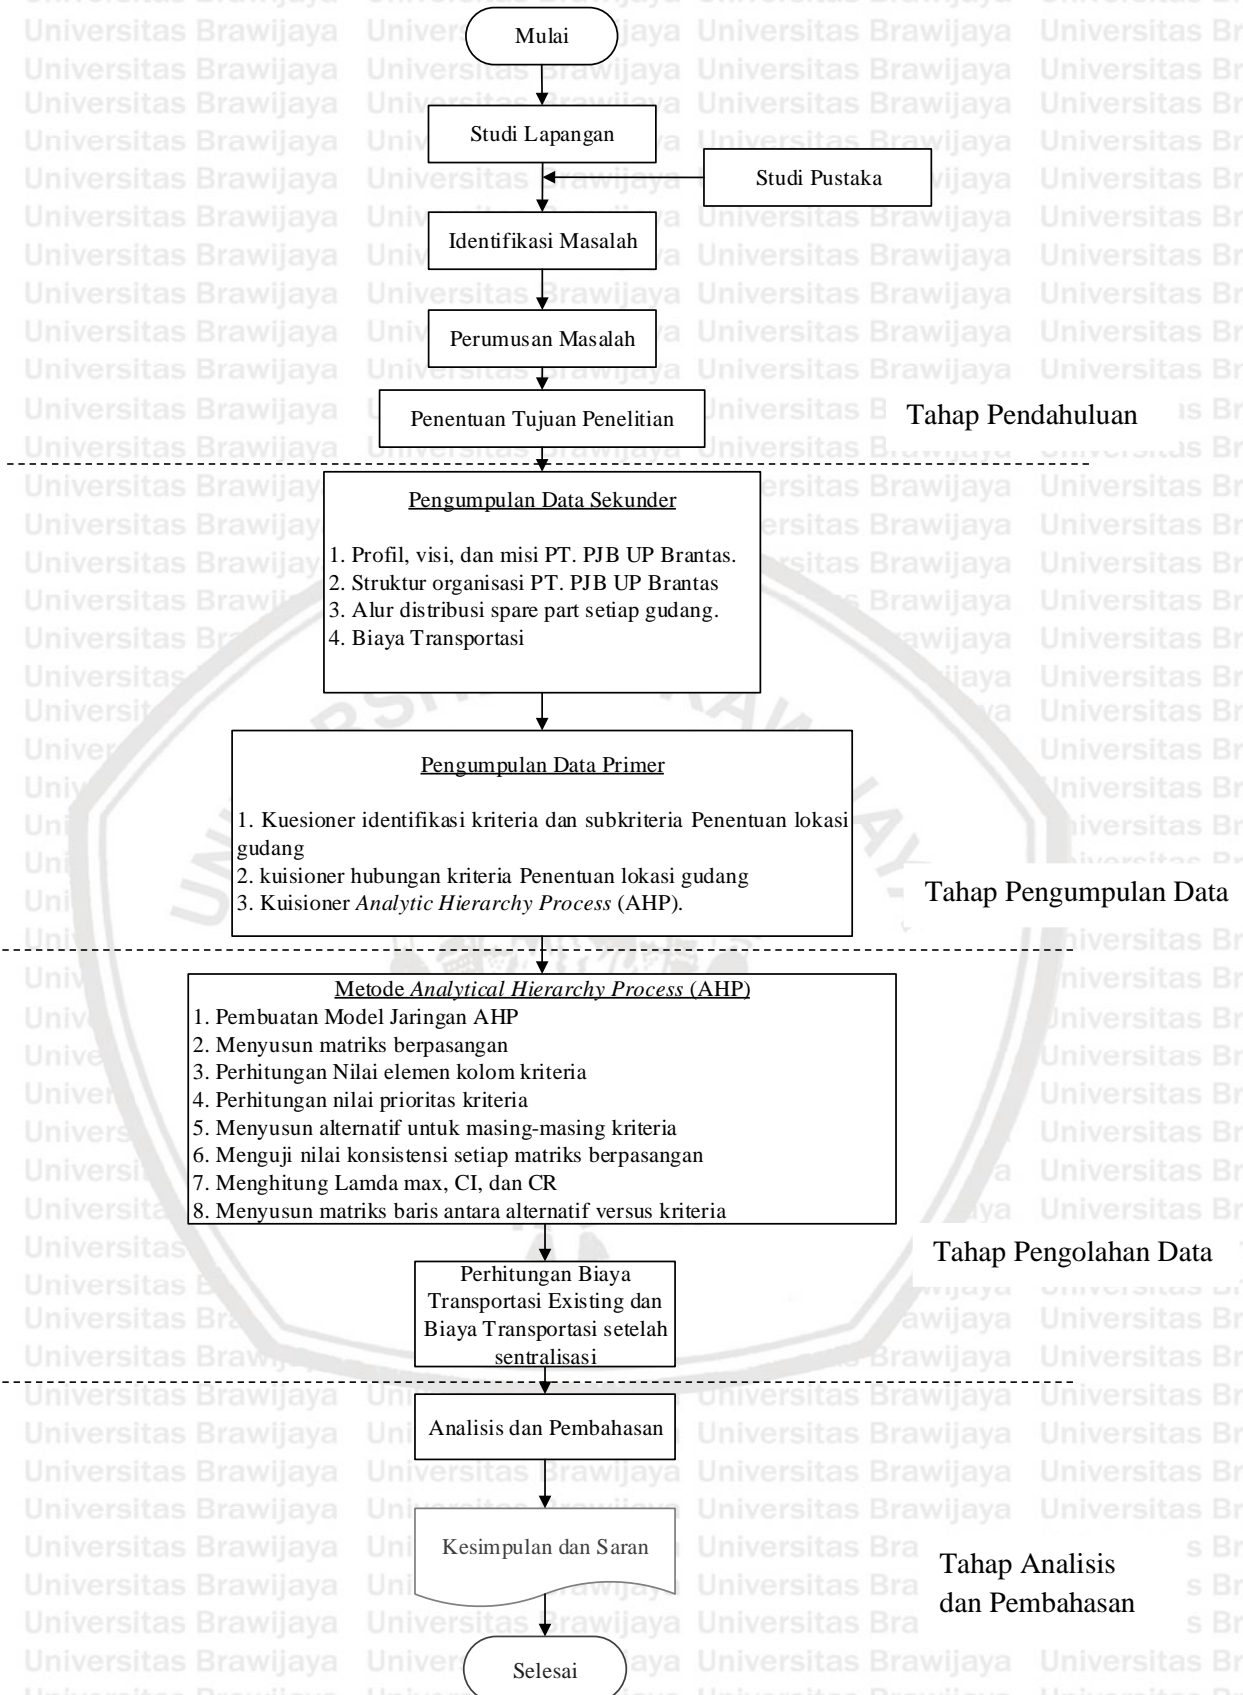 Mulai
Studi Lapangan
Studi Pustaka
Identifikasi Masalah
Perumusan Masalah
Penentuan Tujuan Penelitian
Tahap Pendahuluan
Pengumpulan Data Sekunder
1. Profil, visi, dan misi PT. PJB UP Brantas.
2. Struktur organisasi PT. PJB UP Brantas
3. Alur distribusi spare part setiap gudang.
4. Biaya Transportasi
Pengumpulan Data Primer
1. Kuesioner identifikasi kriteria dan subkriteria Penentuan lokasi
gudang
2. kuisioner hubungan kriteria Penentuan lokasi gudang
3. Kuisioner Analytic Hierarchy Process (AHP).
Tahap Pengumpulan Data
Metode Analytical Hierarchy Process (AHP)
1. Pembuatan Model Jaringan AHP
2. Menyusun matriks berpasangan
3. Perhitungan Nilai elemen kolom kriteria
4. Perhitungan nilai prioritas kriteria
5. Menyusun alternatif untuk masing-masing kriteria
6. Menguji nilai konsistensi setiap matriks berpasangan
7. Menghitung Lamda max, CI, dan CR
8. Menyusun matriks baris antara alternatif versus kriteria
Tahap Pengolahan Data
Perhitungan Biaya
Transportasi Existing dan
Biaya Transportasi setelah
sentralisasi
Analisis dan Pembahasan
Kesimpulan dan Saran
Tahap Analisis
dan Pembahasan
Selesai